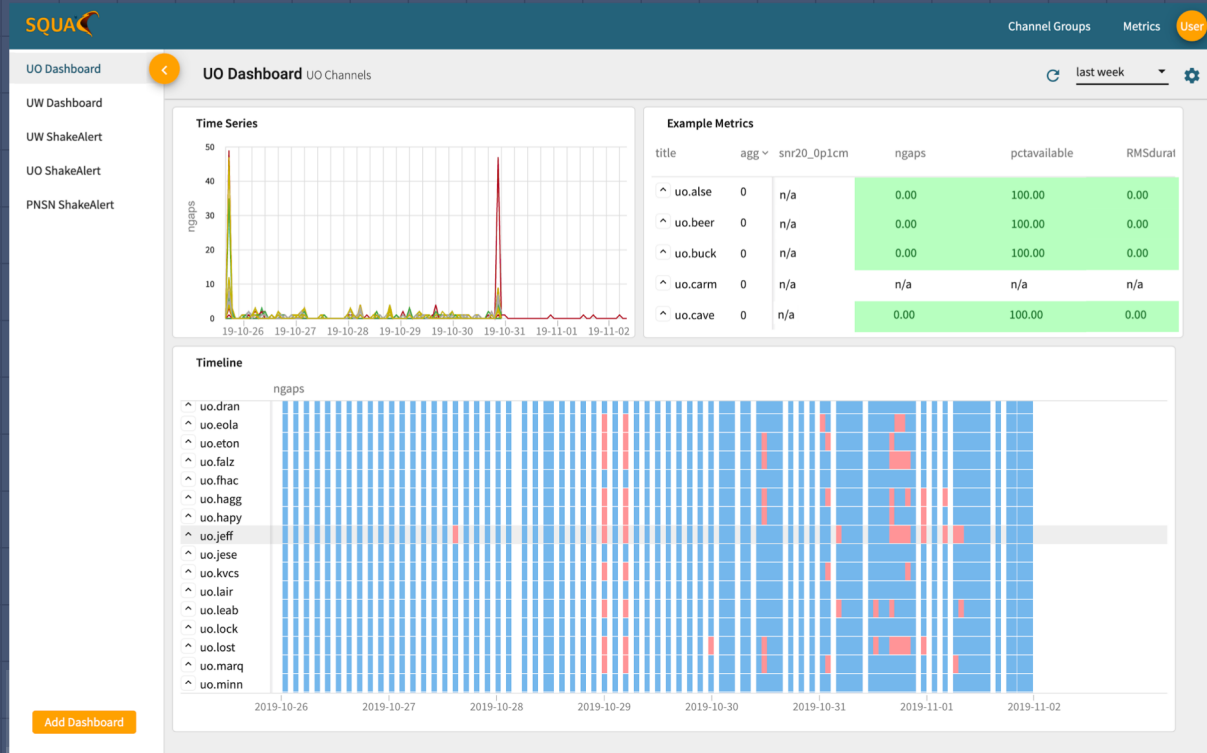 SQUAC
Channel Groups Metrics User
UO Dashboard
UW Dashboard
UW ShakeAlert
UO ShakeAlert
PNSN ShakeAlert
Add Dashboard
UO Dashboard UO Channels
last week
Time Series
50
40
30
20
10
0
ngaps
19-10-26 19-10-27 19-10-28 19-10-29 19-10-30 19-10-31 19-11-01 19-11-02
Example Metrics
title agg snr20_0p1cm ngaps pctavailable RMSdurat
uo.alse 0 n/a 0.00 100.00 0.00
uo.beer 0 n/a 0.00 100.00 0.00
uo.buck 0 n/a 0.00 100.00 0.00
uo.carm 0 n/a n/a n/a n/a
uo.cave 0 n/a 0.00 100.00 0.00
Timeline
ngaps
uo.dran
uo.eola
uo.eton
uo.falz
uo.fhac
uo.hagg
uo.hapy
uo.jeff
uo.jese
uo.kvcs
uo.lair
uo.leab
uo.lock
uo.lost
uo.marq
uo.minn
2019-10-26 2019-10-27 2019-10-28 2019-10-29 2019-10-30 2019-10-31 2019-11-01 2019-11-02